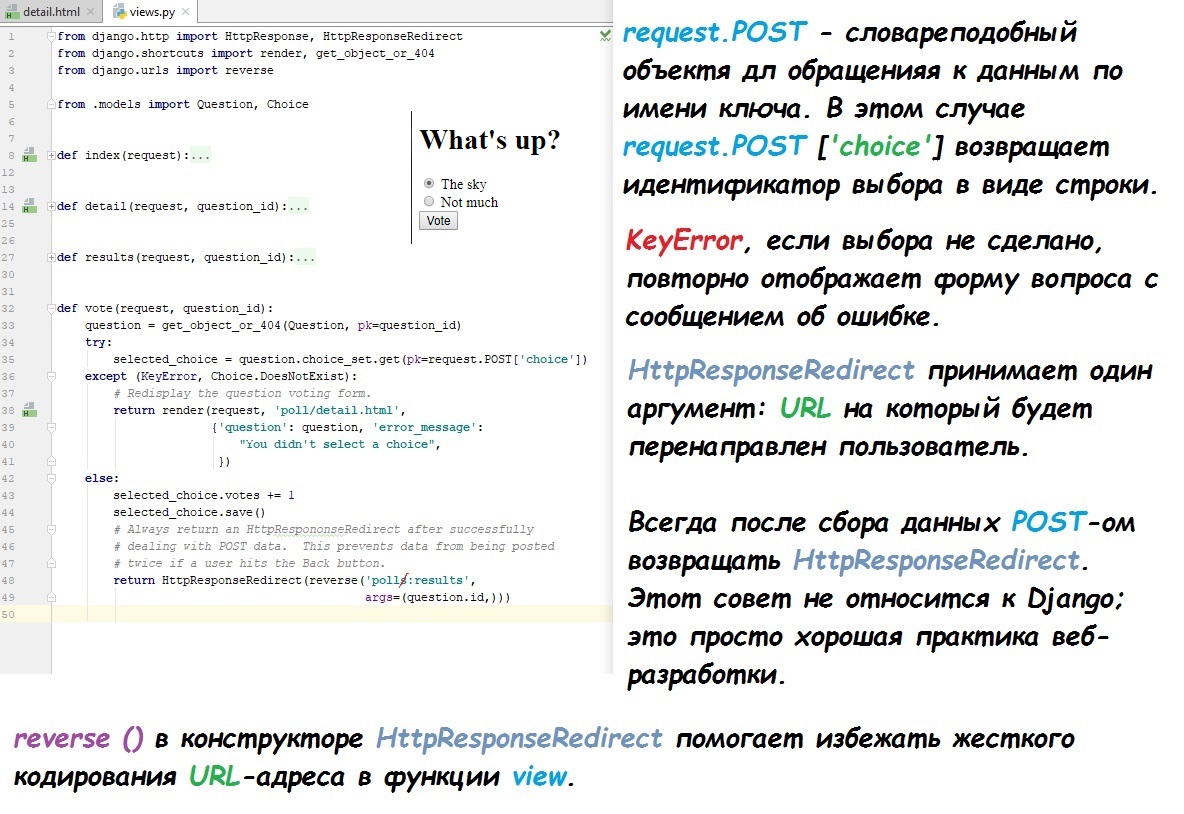 detail.html
views.py
1 from django.http import HttpResponse, HttpResponseRedirect
2 from django.shortcuts import render, get_object_or_404
3 from django.urls import reverse
4
5 from .models import Question, Choice
6
7
8 def index(request):...
12
13
14 def detail(request, question_id):...
25
26
27 def results(request, question_id):...
30
31
32 def vote(request, question_id):
33 question = get_object_or_404(Question, pk=question_id)
34 try:
35 selected_choice = question.choice_set.get(pk=request.POST['choice'])
36 except (KeyError, Choice.DoesNotExist):
37 # Redisplay the question voting form.
38 return render(request, 'poll/detail.html',
39 {'question': question, 'error_message':
40 "You didn't select a choice",
41 })
42 else:
43 selected_choice.votes += 1
44 selected_choice.save()
45 # Always return an HttpRespononseRedirect after successfully
46 # dealing with POST data. This prevents data from being posted
47 # twice if a user hits the Back button.
48 return HttpResponseRedirect(reverse('polls:results',
49 args=(question.id,)))
50
What's up?
The sky
Not much
Vote
request.POST - словареподобный
объектя дл обращенияя к данным по
имени ключа. В этом случае
request.POST ['choice'] возвращает
идентификатор выбора в виде строки.
KeyError, если выбора не сделано,
повторно отображает форму вопроса с
сообщением об ошибке.
HttpResponseRedirect принимает один
аргумент: URL на который будет
перенаправлен пользователь.
Всегда после сбора данных POST-ом
возвращать HttpResponseRedirect.
Этот совет не относится к Django;
это просто хорошая практика веб-
разработки.
reverse () в конструкторе HttpResponseRedirect помогает избежать жесткого
кодирования URL-адреса в функции view.